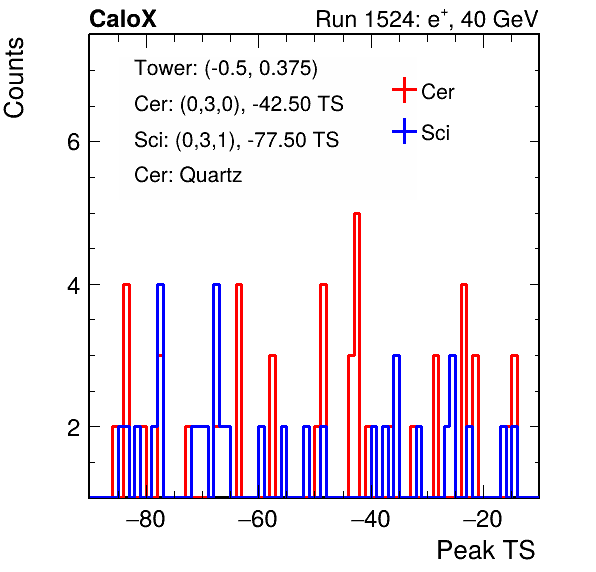 CaloX
Run 1524: e+, 40 GeV
Counts
Tower: (-0.5, 0.375)
Cer: (0,3,0), -42.50 TS
Sci: (0,3,1), -77.50 TS
Cer: Quartz
Cer
Sci
6
4
2
−80
−60
−40
−20
Peak TS